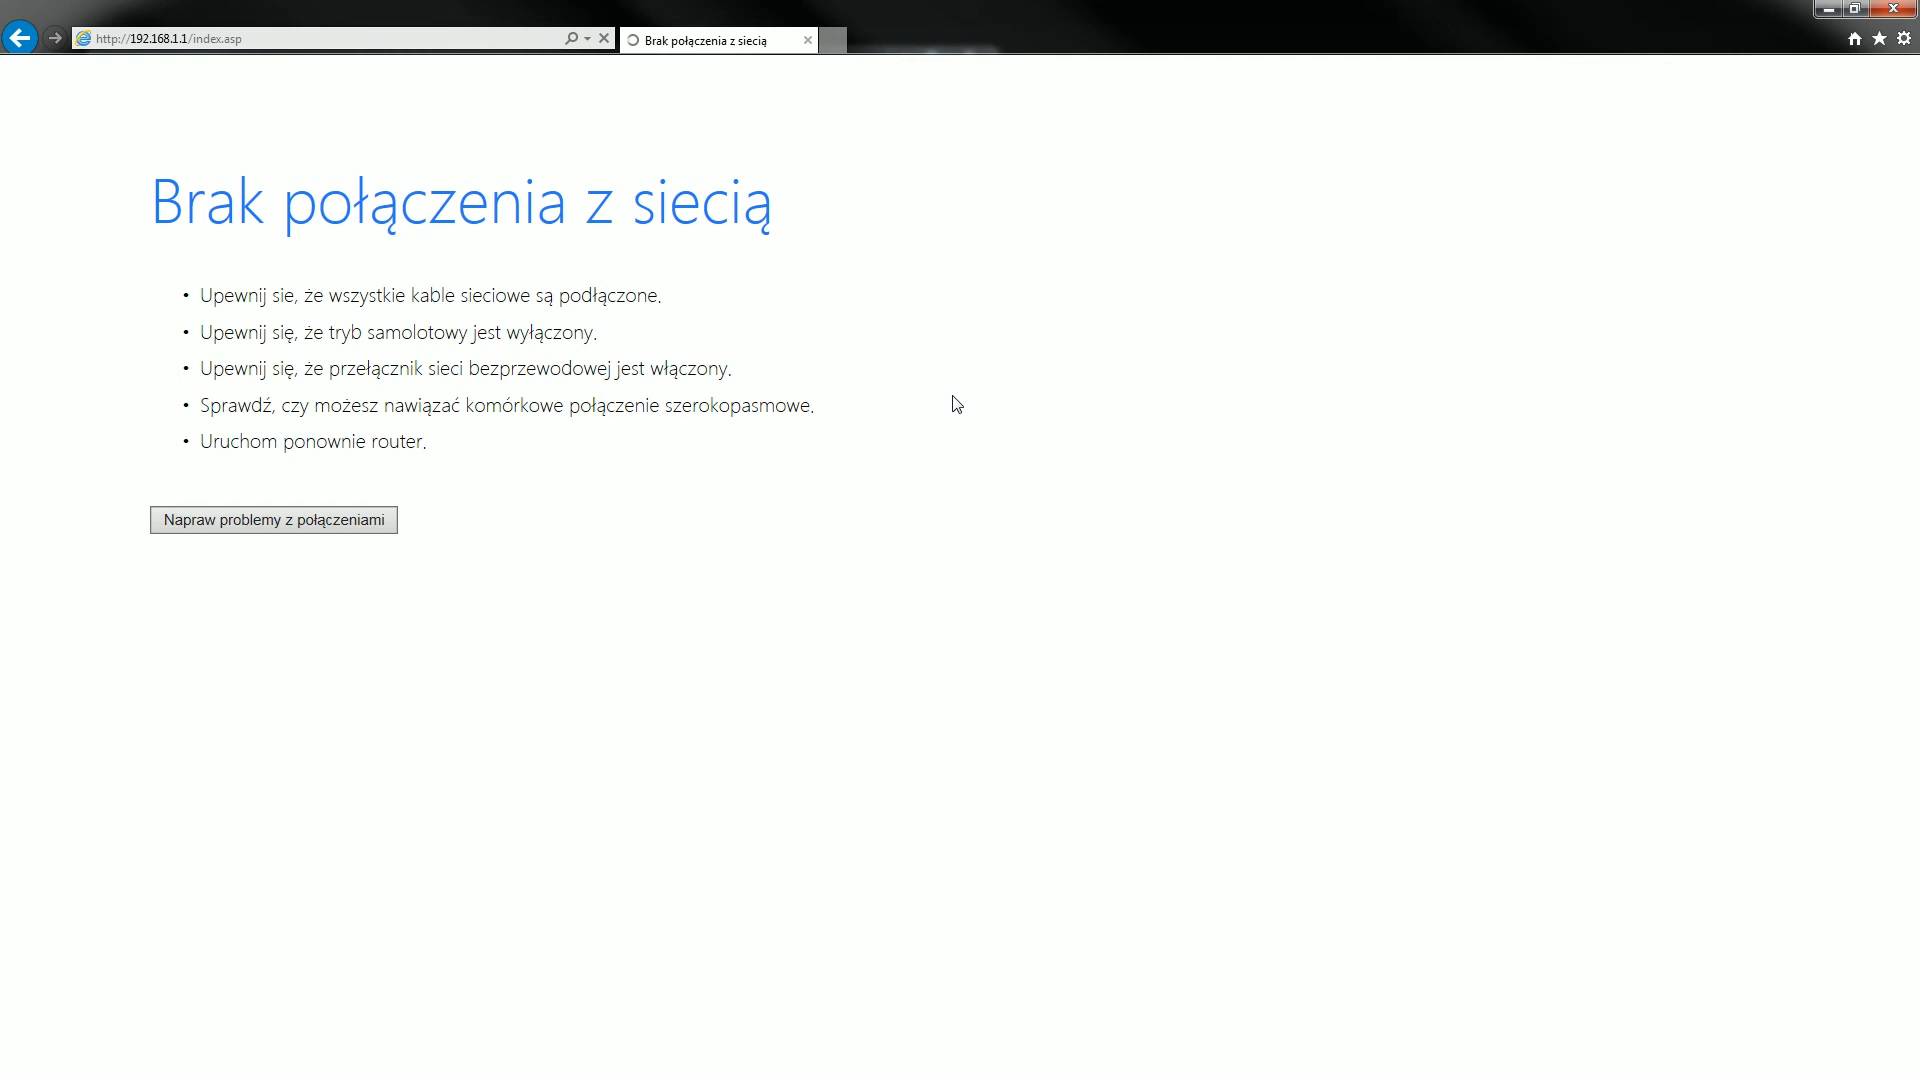 http://192.168.1.1/index.asp
Brak połączenia z siecią
Brak połączenia z siecią
• Upewnij sie, że wszystkie kable sieciowe są podłączone.
• Upewnij się, że tryb samolotowy jest wyłączony.
• Upewnij się, że przełącznik sieci bezprzewodowej jest włączony.
• Sprawdź, czy możesz nawiązać komórkowe połączenie szerokopasmowe.
• Uruchom ponownie router.
Napraw problemy z połączeniami